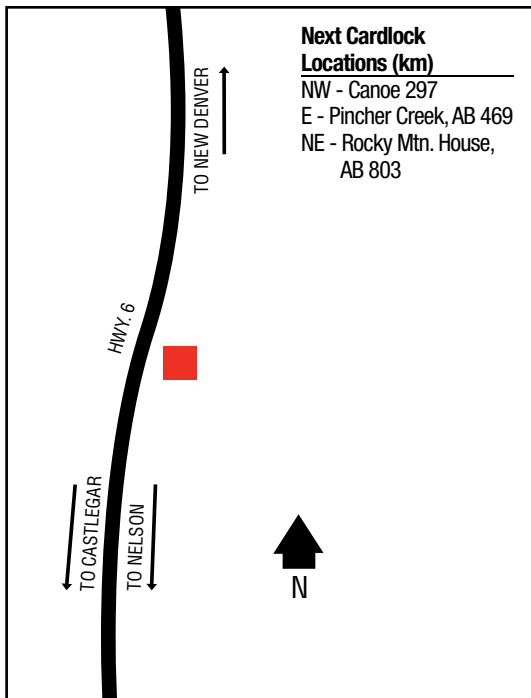 Next Cardlock
Locations (km)
NW - Canoe 297
E - Pincher Creek, AB 469
NE - Rocky Mtn. House,
AB 803
TO NEW DENVER
HWY. 6
TO CASTLEGAR
TO NELSON
N